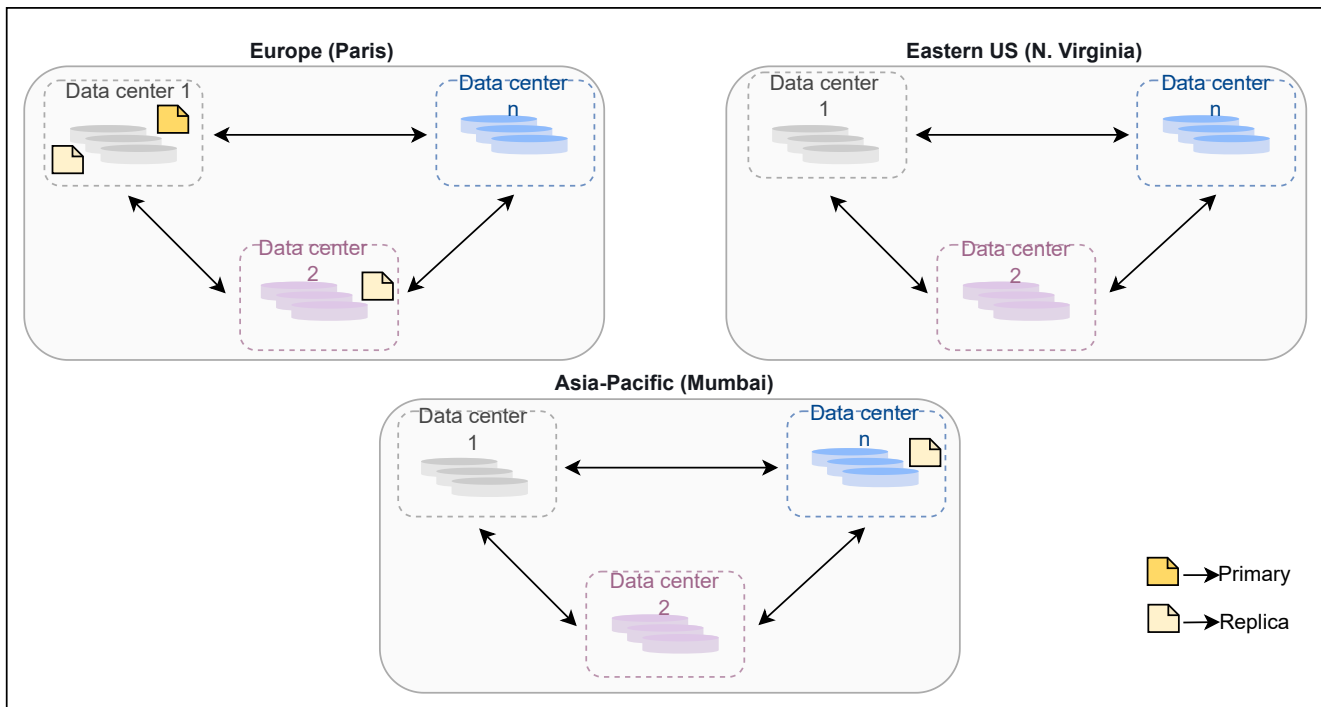 Europe (Paris)
Data center 1
Data center
n
Data center
2
Eastern US (N. Virginia)
Data center
1
Data center
n
Data center
2
Asia-Pacific (Mumbai)
Data center
1
Data center
n
Data center
2
Primary
Replica